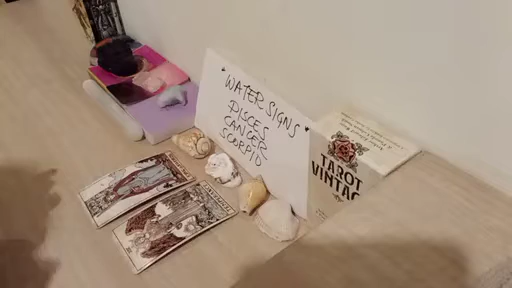 WATER SIGNS
PISCES
CANCER
SCORPIO
TAROT
VINTAG